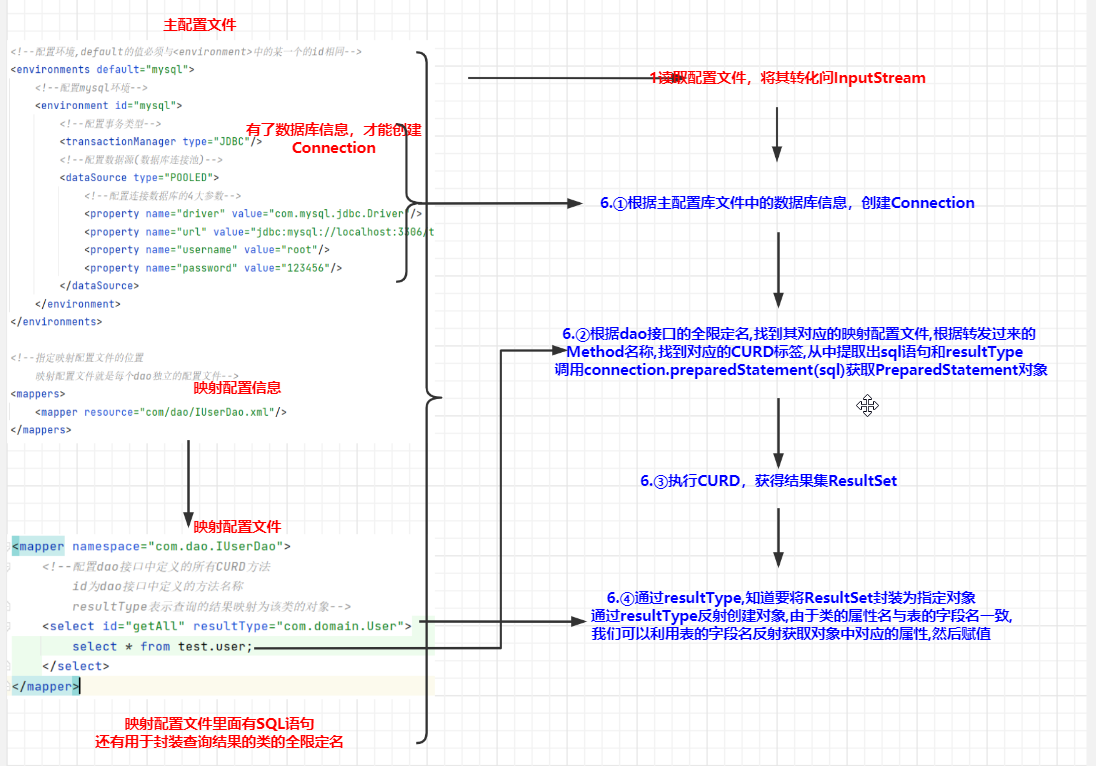 主配置文件
<!--配置环境,default的值必须与<environment>中的某一个的id相同-->
<environments default="mysql">
<!--配置mysql环境-->
<environment id="mysql">
<!--配置事务类型-->
<transactionManager type="JDBC"/>
<!--配置数据源(数据库连接池)-->
<dataSource type="POOLED">
<!--配置连接数据库的4大参数-->
<property name="driver" value="com.mysql.jdbc.Driver"/>
<property name="url" value="jdbc:mysql://localhost:3306/t
<property name="username" value="root"/>
<property name="password" value="123456"/>
</dataSource>
</environment>
</environments>
有了数据库信息，才能创建
Connection
<!--指定映射配置文件的位置
映射配置文件就是每个dao独立的配置文件-->
<mappers>
<mapper resource="com/dao/IUserDao.xml"/>
</mappers>
映射配置信息
映射配置文件
<mapper namespace="com.dao.IUserDao">
<!--配置dao接口中定义的所有CURD方法
id为dao接口中定义的方法名称
resultType表示查询的结果映射为该类的对象-->
<select id="getAll" resultType="com.domain.User">
select * from test.user;
</select>
</mapper>
映射配置文件里面有SQL语句
还有用于封装查询结果的类的全限定名
1读取配置文件，将其转化问InputStream
6.①根据主配置库文件中的数据库信息，创建Connection
6.②根据dao接口的全限定名,找到其对应的映射配置文件,根据转发过来的
Method名称,找到对应的CURD标签,从中提取出sql语句和resultType
调用connection.preparedStatement(sql)获取PreparedStatement对象
6.③执行CURD，获得结果集ResultSet
6.④通过resultType,知道要将ResultSet封装为指定对象
通过resultType反射创建对象,由于类的属性名与表的字段名一致,
我们可以利用表的字段名反射获取对象中对应的属性,然后赋值